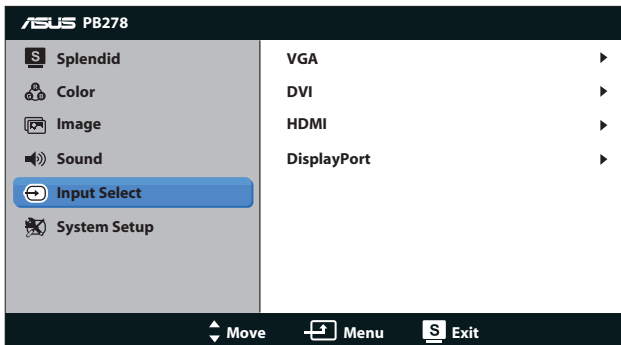 ASUS PB278
S Splendid
Color
Image
Sound
Input Select
System Setup
VGA
DVI
HDMI
DisplayPort
Move Menu S Exit